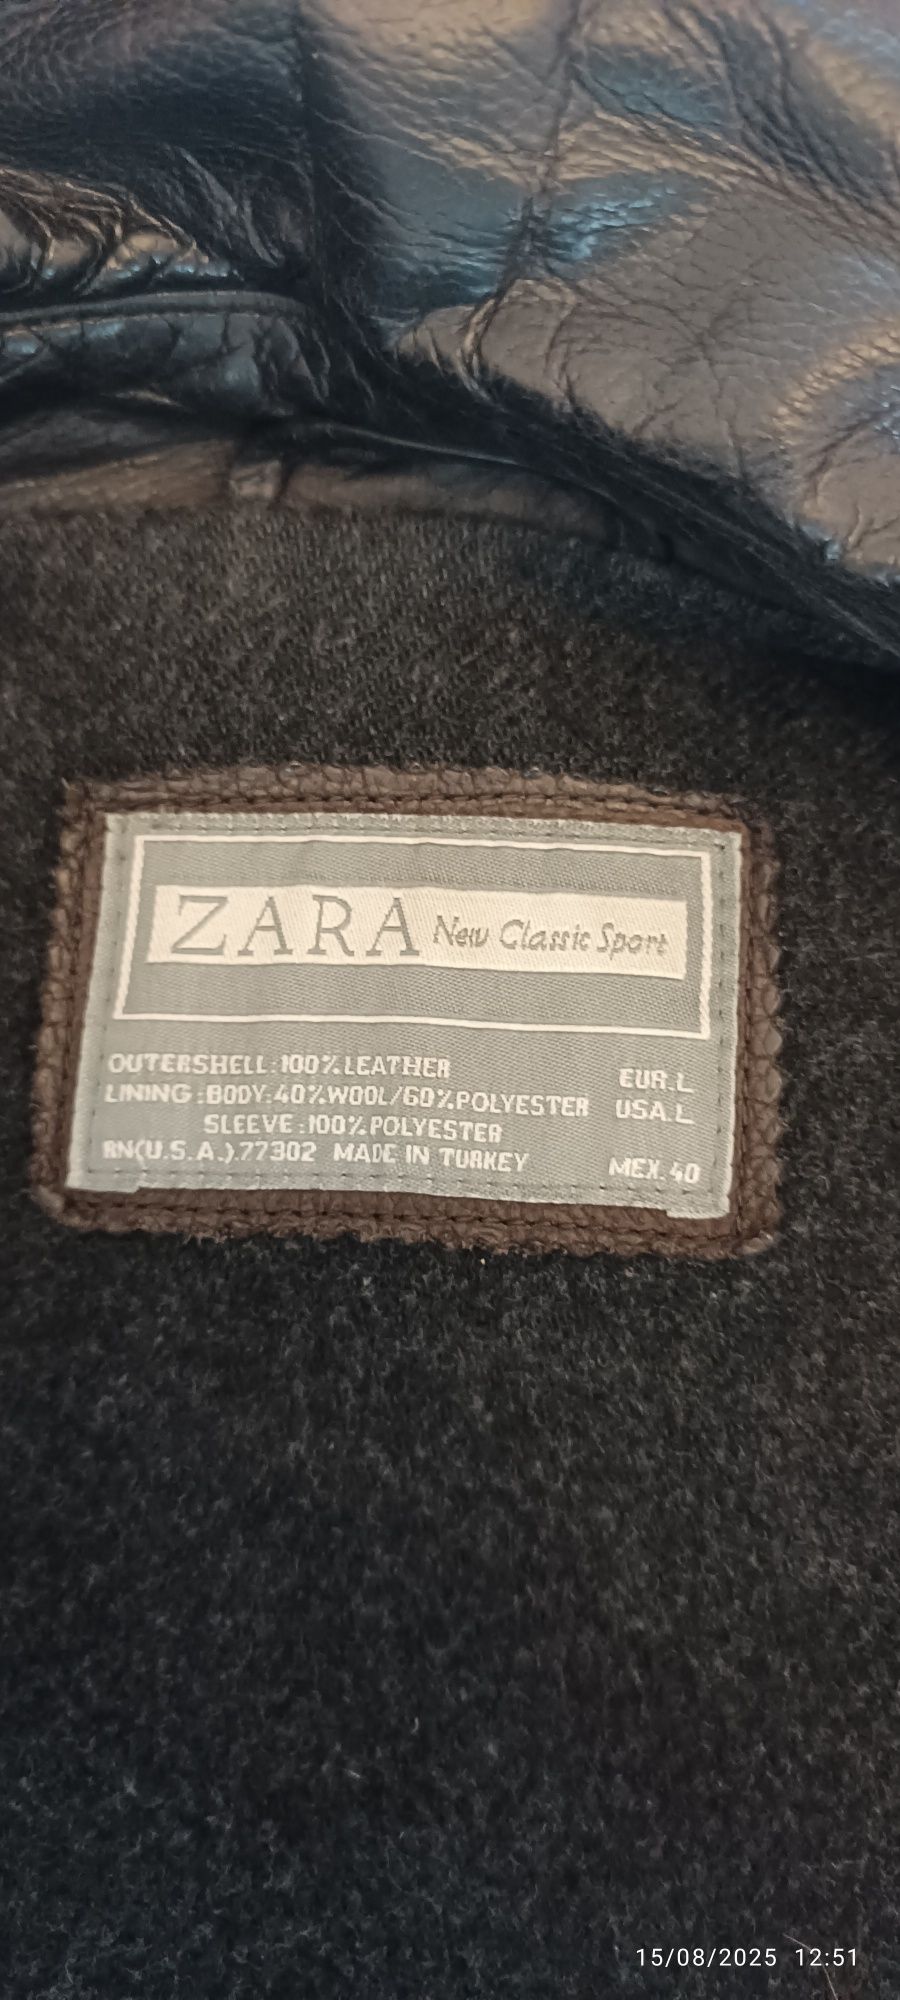 ZARA New Classic Sport
OUTERSHELL:100%LEATHER
LINING:BODY:40%WOOL/60%POLYESTER
SLEEVE:100%POLYESTER
RN(U.S.A.).77302 MADE IN TURKEY
EUR.L
USA.L
MEX.40
15/08/2025 12:51